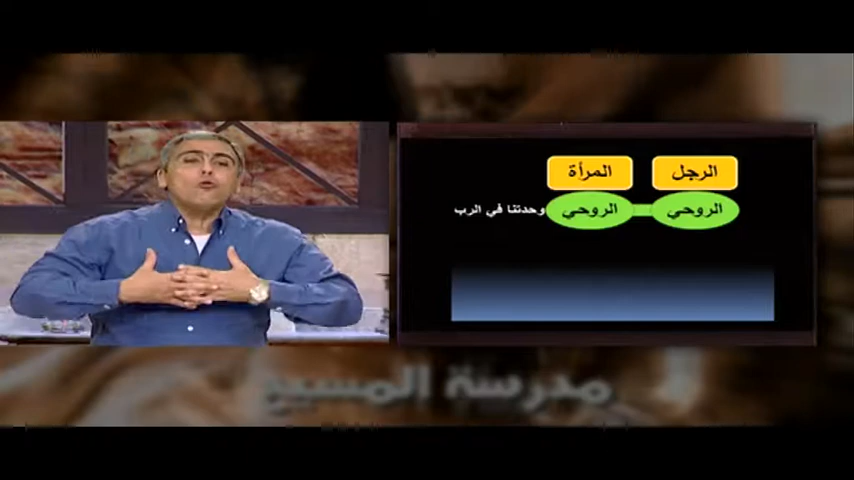 الرجل المرأة
الروحي الروحي وحدتنا في الرب
مدرسة المسيح